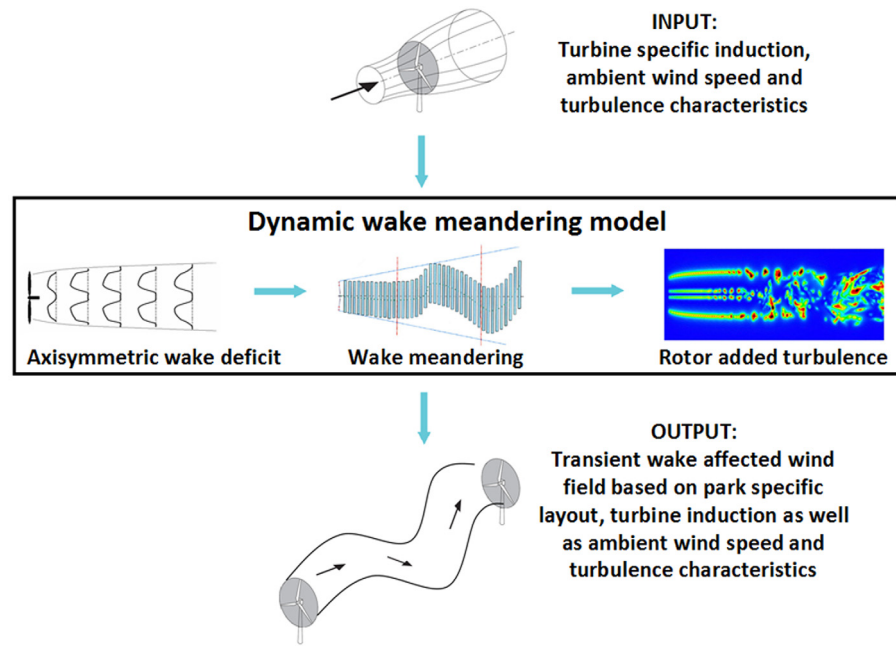 INPUT:
Turbine specific induction,
ambient wind speed and
turbulence characteristics
Dynamic wake meandering model
Axisymmetric wake deficit
Wake meandering
Rotor added turbulence
OUTPUT:
Transient wake affected wind
field based on park specific
layout, turbine induction as well
as ambient wind speed and
turbulence characteristics